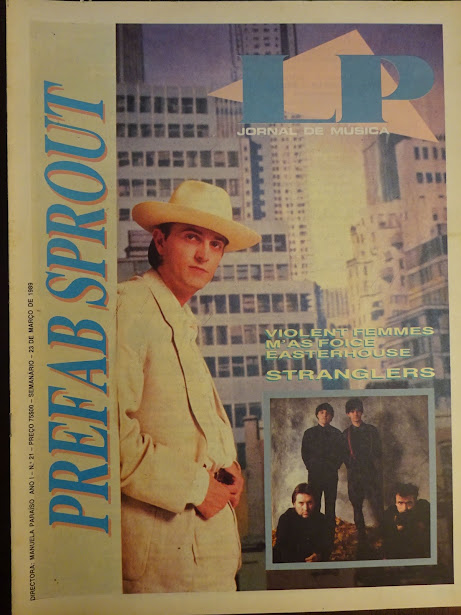 LP
JORNAL DE MUSICA
PREFAB SPROUT
VIOLENT FEMMES
M'AS FOICE
EASTERHOUSE
STRANGLERS
DIRECTORA: MANUELA PARAÍSO ANO I – N.º 21 – PREÇO 75$00 – SEMANÁRIO – 23 DE MARÇO DE 1989